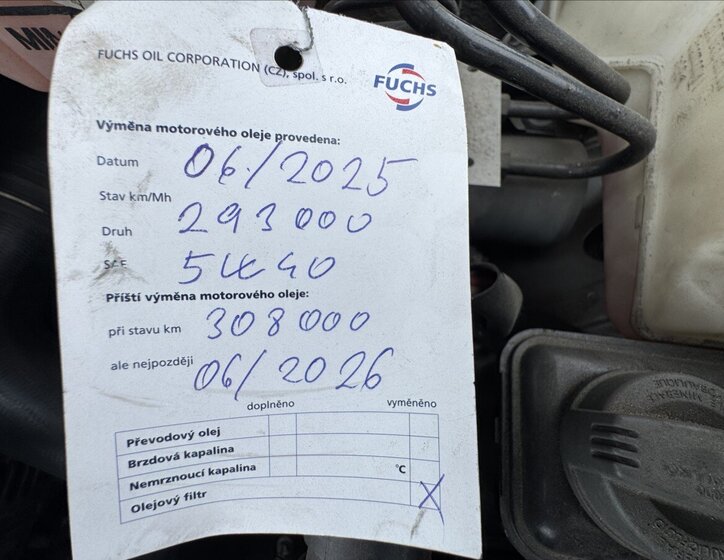 MI
FUCHS OIL CORPORATION (CZ), spol. s r.o.
FUCHS
Výměna motorového oleje provedena:
Datum 06/2025
Stav km/Mh 293000
Druh
SAE 5W40
Příští výměna motorového oleje:
při stavu km 308000
ale nejpozději 06/2026
doplněno vyměněno
Převodový olej
Brzdová kapalina
Nemrznoucí kapalina °C
Olejový filtr X